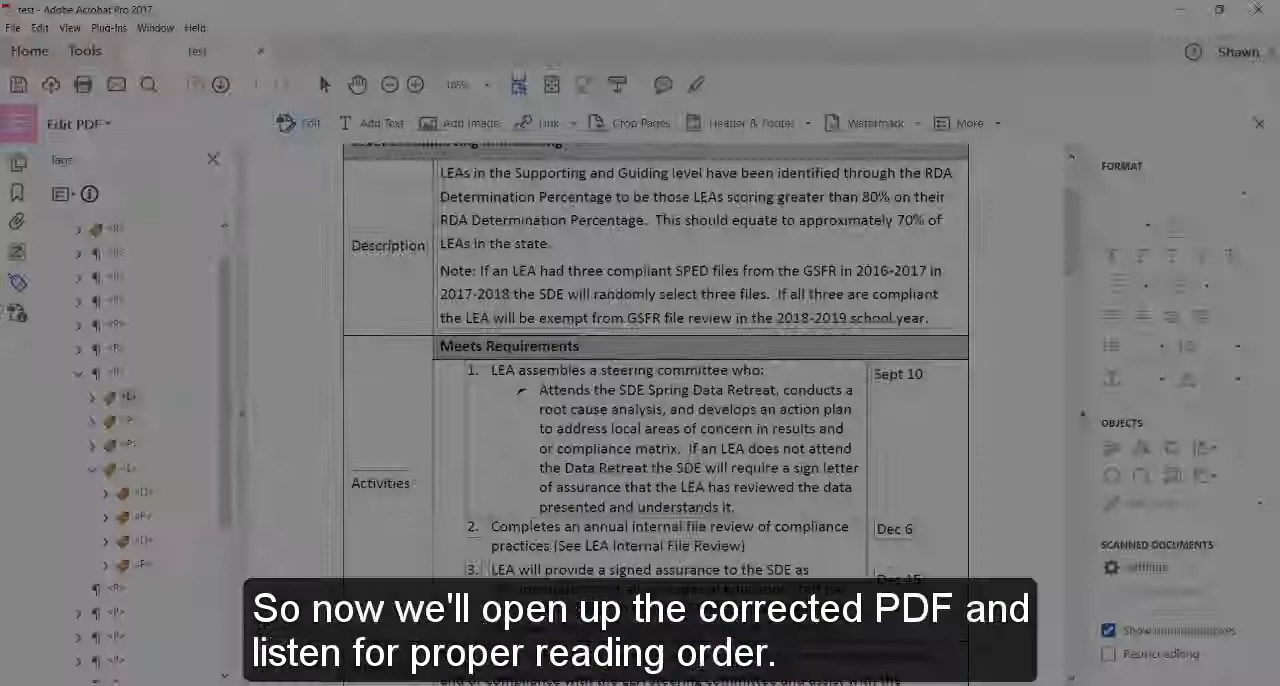 test - Adobe Acrobat Pro 2017
File Edit View Plug-Ins Window Help
Home Tools test
Shawn
105%
Edit PDF
Edit Add Text Add Image Link Crop Pages Header & Footer Watermark More
Tags
FORMAT
LEAs in the Supporting and Guiding level have been identified through the RDA
Determination Percentage to be those LEAs scoring greater than 80% on their
RDA Determination Percentage. This should equate to approximately 70% of
LEAs in the state.
Description
Note: If an LEA had three compliant SPED files from the GSFR in 2016-2017 in
2017-2018 the SDE will randomly select three files. If all three are compliant
the LEA will be exempt from GSFR file review in the 2018-2019 school year.
Meets Requirements
1. LEA assembles a steering committee who:
Sept 10
Attends the SDE Spring Data Retreat, conducts a
root cause analysis, and develops an action plan
to address local areas of concern in results and
or compliance matrix. If an LEA does not attend
the Data Retreat the SDE will require a sign letter
of assurance that the LEA has reviewed the data
presented and understands it.
Activities
2. Completes an annual internal file review of compliance
practices (See LEA Internal File Review)
Dec 6
3. LEA will provide a signed assurance to the SDE as
Dec 15
OBJECTS
SCANNED DOCUMENTS
Settings
Show
Restrict editing
So now we'll open up the corrected PDF and
listen for proper reading order.